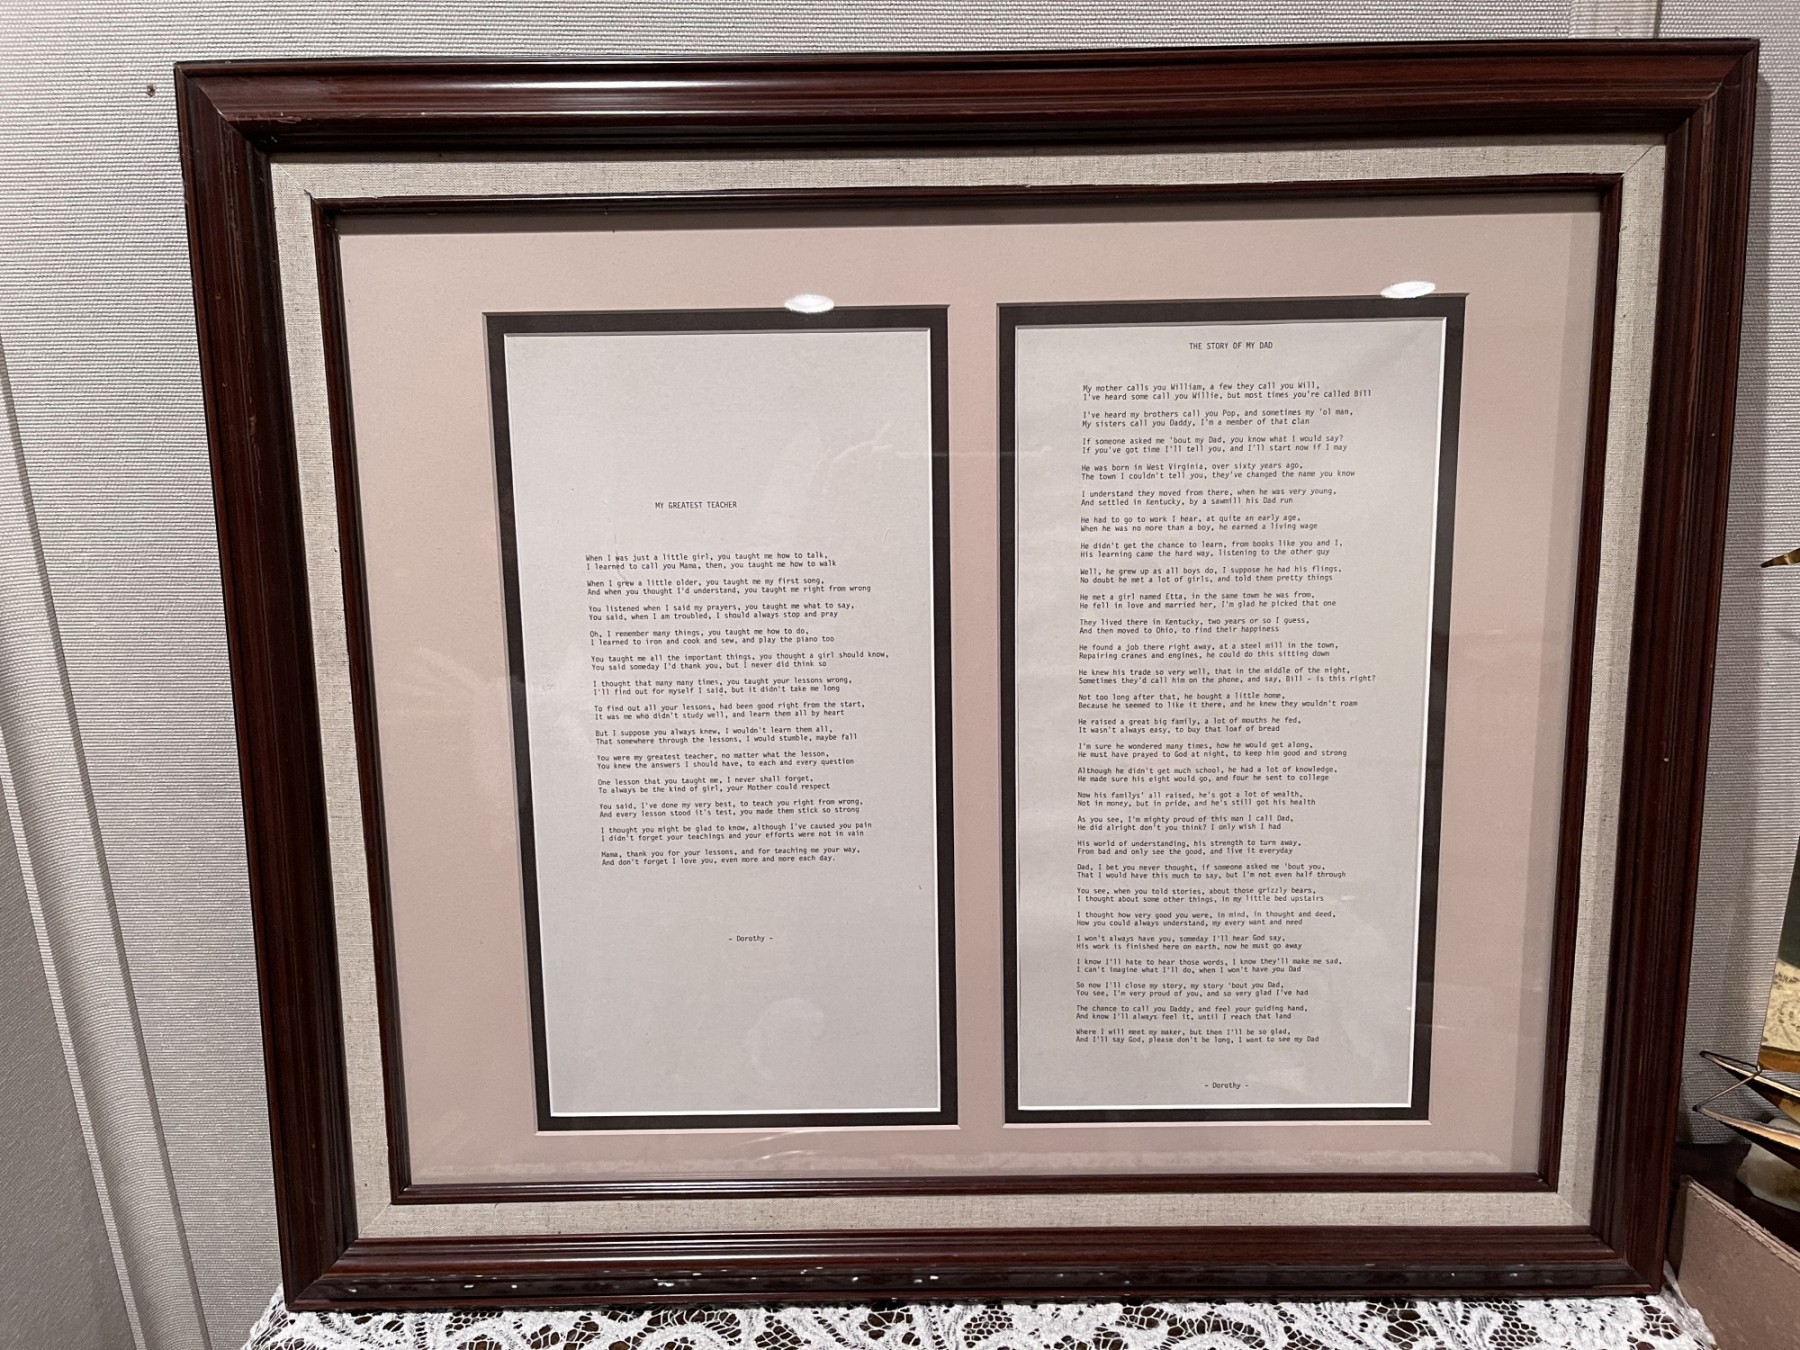 MY GREATEST TEACHER
When I was just a little girl, you taught me how to talk,
I learned to call you Mama, then, you taught me how to walk
When I grew a little older, you taught me my first song,
And when you thought I'd understand, you taught me right from wrong
You listened when I said my prayers, you taught me what to say,
You said, when I am troubled, I should always stop and pray
Oh, I remember many things, you taught me how to do,
I learned to iron and cook and sew, and play the piano too
You taught me all the important things, you thought a girl should know,
You said someday I'd thank you, but I never did think so
I thought that many many times, you taught your lessons wrong,
I'll find out for myself I said, but it didn't take me long
To find out all your lessons, had been good right from the start,
It was me who didn't study well, and learn them all by heart
But I suppose you always knew, I wouldn't learn them all,
That somewhere through the lessons, I would stumble, maybe fall
You were my greatest teacher, no matter what the lesson,
You knew the answers I should have, to each and every question
One lesson that you taught me, I never shall forget,
To always be the kind of girl, your Mother could respect
You said, I've done my very best, to teach you right from wrong,
And every lesson stood it's test, you made them stick so strong
I thought you might be glad to know, although I've caused you pain
I didn't forget your teachings and your efforts were not in vain
Mama, thank you for your lessons, and for teaching me your way,
And don't forget I love you, even more and more each day.
- Dorothy -
THE STORY OF MY DAD
My mother calls you William, a few they call you Will,
I've heard some call you Willie, but most times you're called Bill
I've heard my brothers call you Pop, and sometimes my 'ol man,
My sisters call you Daddy, I'm a member of that clan
If someone asked me 'bout my Dad, you know what I would say?
If you've got time I'll tell you, and I'll start now if I may
He was born in West Virginia, over sixty years ago,
The town I couldn't tell you, they've changed the name you know
I understand they moved from there, when he was very young,
And settled in Kentucky, by a sawmill his Dad run
He had to go to work I hear, at quite an early age,
When he was no more than a boy, he earned a living wage
He didn't get the chance to learn, from books like you and I,
His learning came the hard way, listening to the other guy
Well, he grew up as all boys do, I suppose he had his flings,
No doubt he met a lot of girls, and told them pretty things
He met a girl named Etta, in the same town he was from,
He fell in love and married her, I'm glad he picked that one
They lived there in Kentucky, two years or so I guess,
And then moved to Ohio, to find their happiness
He found a job there right away, at a steel mill in the town,
Repairing cranes and engines, he could do this sitting down
He knew his trade so very well, that in the middle of the night,
Sometimes they'd call him on the phone, and say, Bill - is this right?
Not too long after that, he bought a little home,
Because he seemed to like it there, and he knew they wouldn't roam
He raised a great big family, a lot of mouths he fed,
It wasn't always easy, to buy that loaf of bread
I'm sure he wondered many times, how he would get along,
He must have prayed to God at night, to keep him good and strong
Although he didn't get much school, he had a lot of knowledge,
He made sure his eight would go, and four he sent to college
Now his familys' all raised, he's got a lot of wealth,
Not in money, but in pride, and he's still got his health
As you see, I'm mighty proud of this man I call Dad,
He did alright don't you think? I only wish I had
His world of understanding, his strength to turn away,
From bad and only see the good, and live it everyday
Dad, I bet you never thought, if someone asked me 'bout you,
That I would have this much to say, but I'm not even half through
You see, when you told stories, about those grizzly bears,
I thought about some other things, in my little bed upstairs
I thought how very good you were, in mind, in thought and deed,
How you could always understand, my every want and need
I won't always have you, someday I'll hear God say,
His work is finished here on earth, now he must go away
I know I'll hate to hear those words, I know they'll make me sad,
I can't imagine what I'll do, when I won't have you Dad
So now I'll close my story, my story 'bout you Dad,
You see, I'm very proud of you, and so very glad I've had
The chance to call you Daddy, and feel your guiding hand,
And know I'll always feel it, until I reach that land
Where I will meet my maker, but then I'll be so glad,
And I'll say God, please don't be long, I want to see my Dad
- Dorothy -